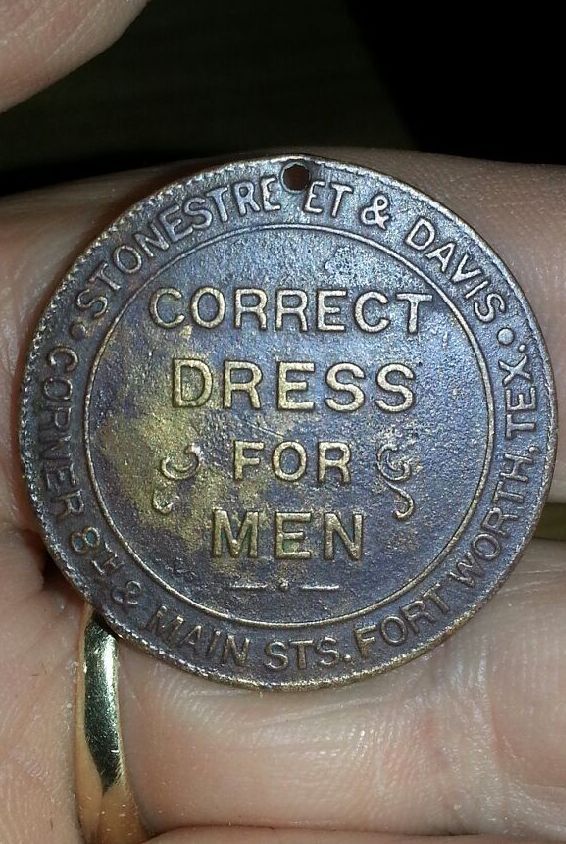 STONESTREET & DAVIS
CORRECT
DRESS
FOR
MEN
CORNER 8TH & MAIN STS. FORT WORTH, TEX.